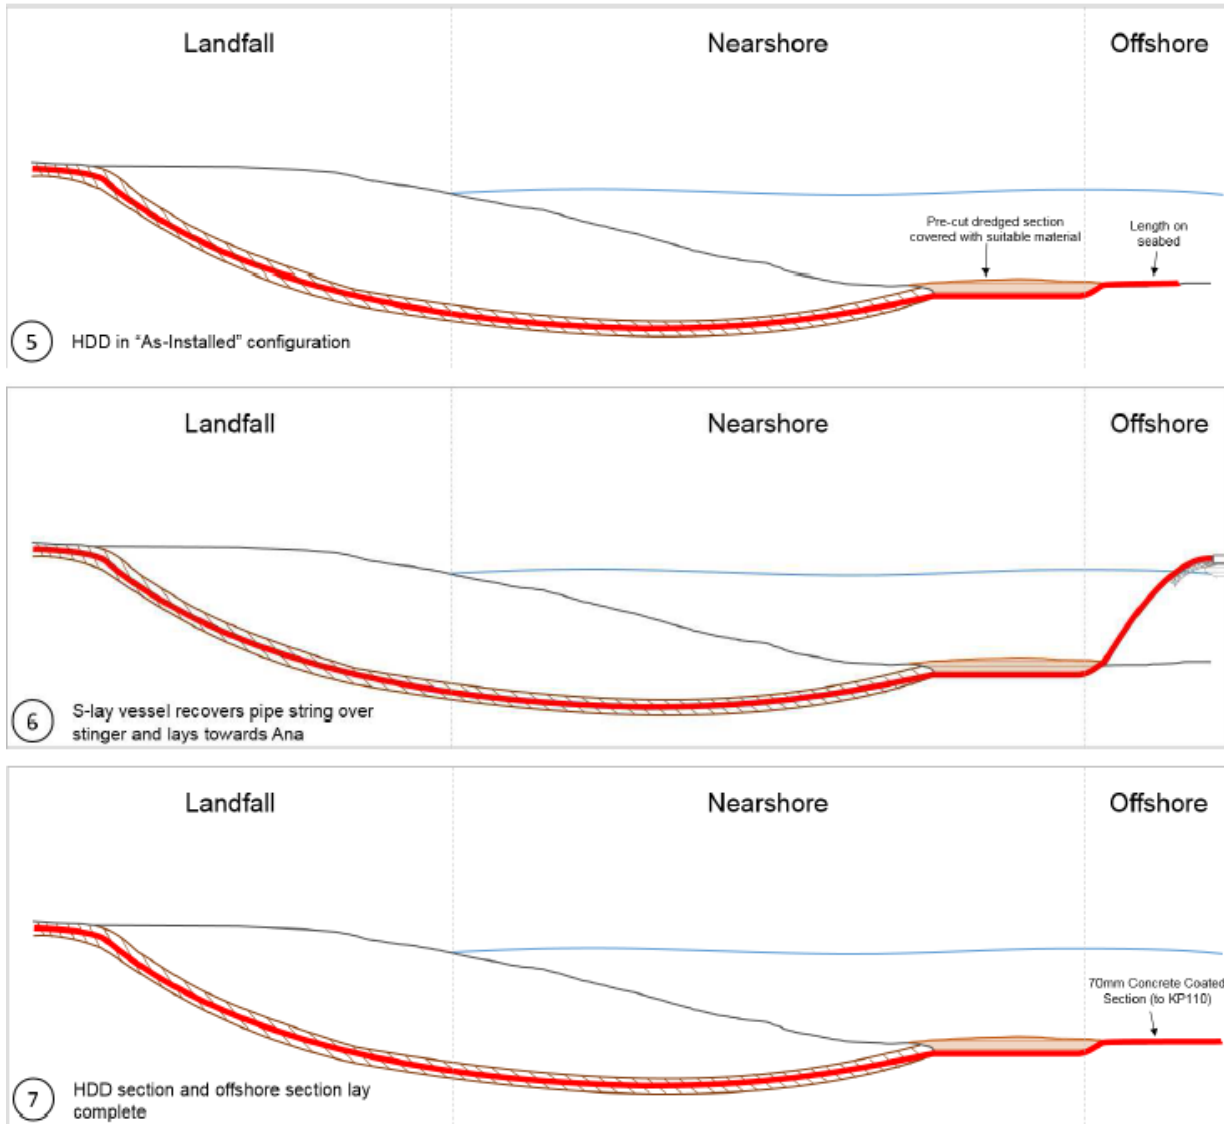 Landfall
Nearshore
Offshore
Pre-cut dredged section
covered with suitable material
Length on
seabed
5
HDD in “As-Installed” configuration
Landfall
Nearshore
Offshore
6
S-lay vessel recovers pipe string over
stinger and lays towards Ana
Landfall
Nearshore
Offshore
70mm Concrete Coated
Section (to KP110)
7
HDD section and offshore section lay
complete